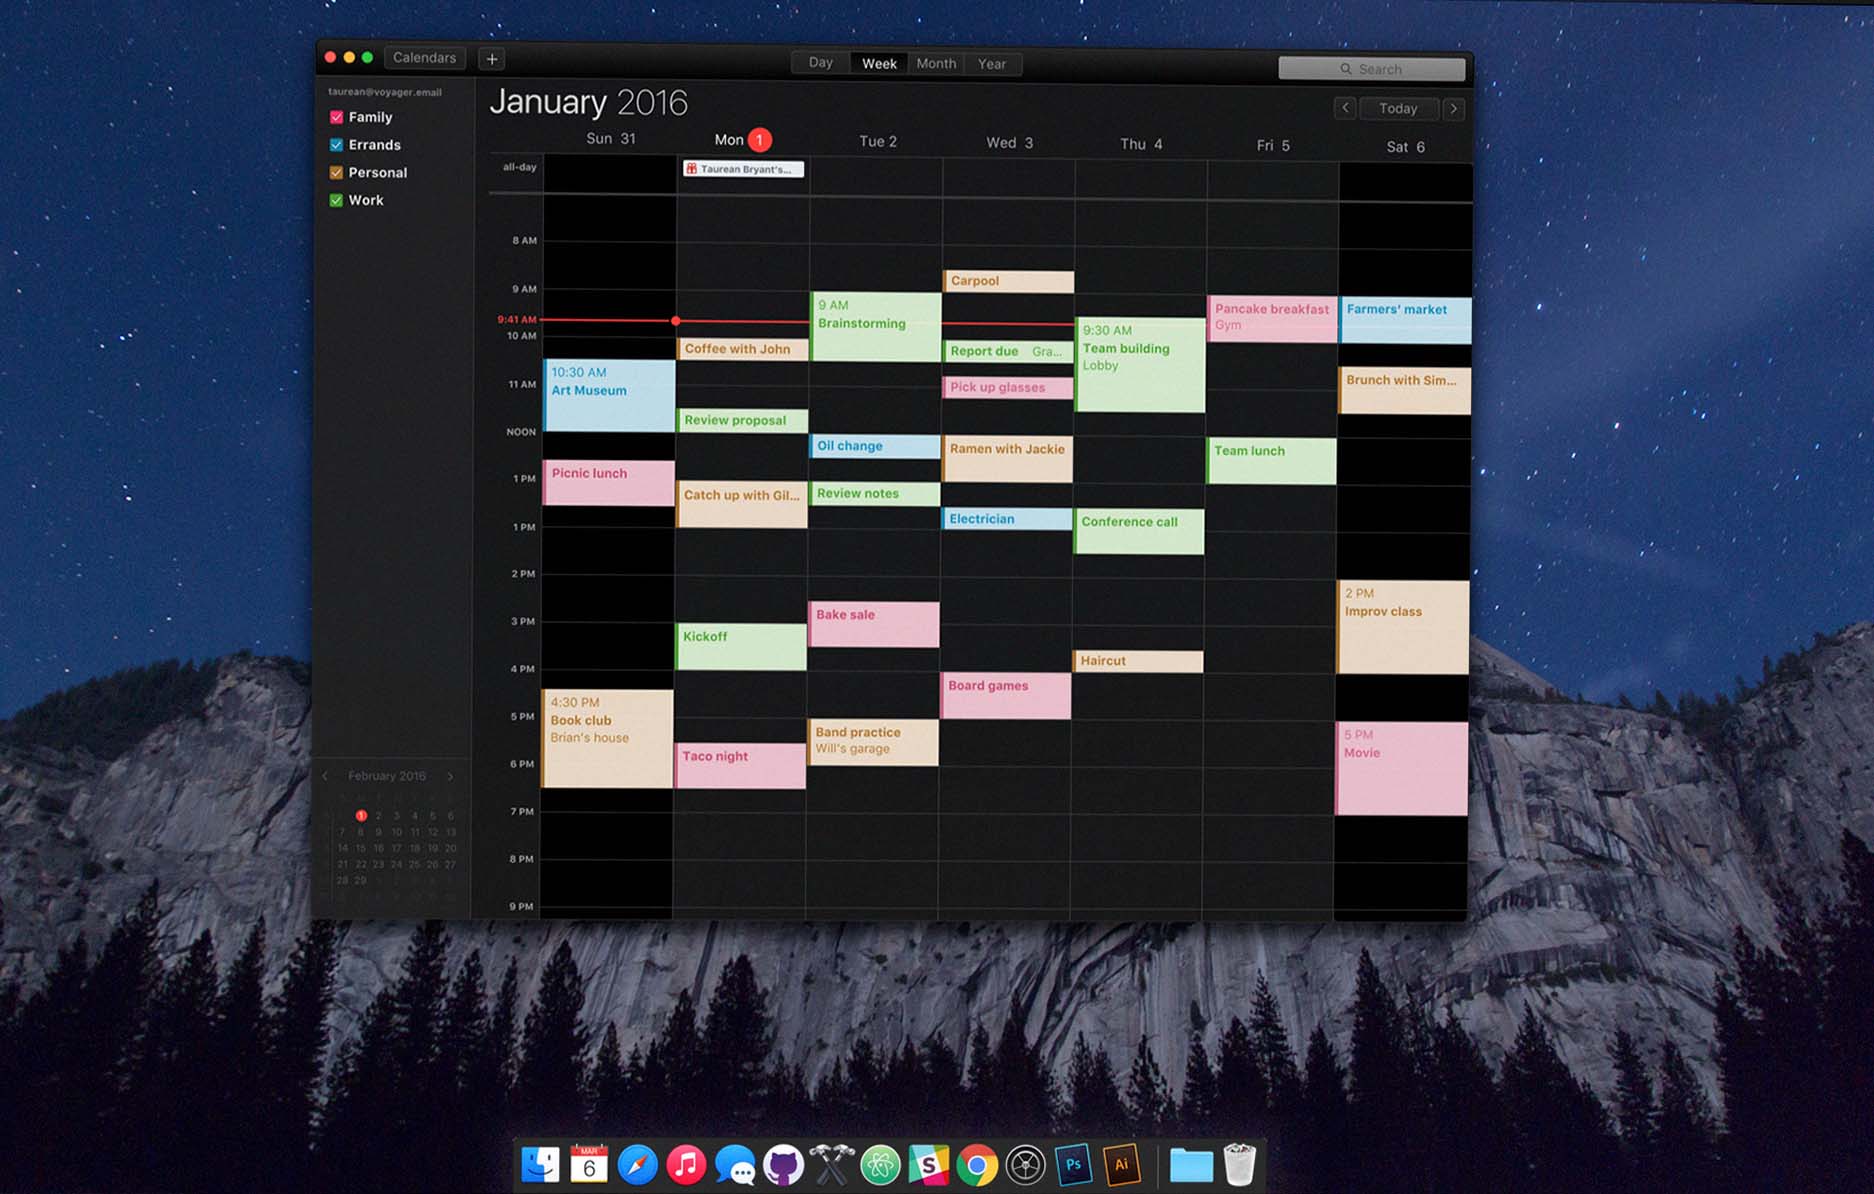 Calendars
+
Day Week Month Year
Search
taurean@voyager.email
Family
Errands
Personal
Work
January 2016
Today
Sun 31
Mon 1
Tue 2
Wed 3
Thu 4
Fri 5
Sat 6
all-day
Taurean Bryant's...
8 AM
9 AM
9:41 AM
10 AM
11 AM
NOON
1 PM
1 PM
2 PM
3 PM
4 PM
5 PM
6 PM
7 PM
8 PM
9 PM
10:30 AM
Art Museum
Picnic lunch
4:30 PM
Book club
Brian's house
Coffee with John
Review proposal
Catch up with Gil...
Kickoff
Taco night
9 AM
Brainstorming
Oil change
Review notes
Bake sale
Band practice
Will's garage
Carpool
Report due Gra...
Pick up glasses
Ramen with Jackie
Electrician
Board games
9:30 AM
Team building
Lobby
Conference call
Haircut
Pancake breakfast
Gym
Team lunch
Farmers' market
Brunch with Sim...
2 PM
Improv class
5 PM
Movie
February 2016
1 2 3 4 5 6
7 8 9 10 11 12 13
14 15 16 17 18 19 20
21 22 23 24 25 26 27
28 29
MAR
6
S
Ps
Ai